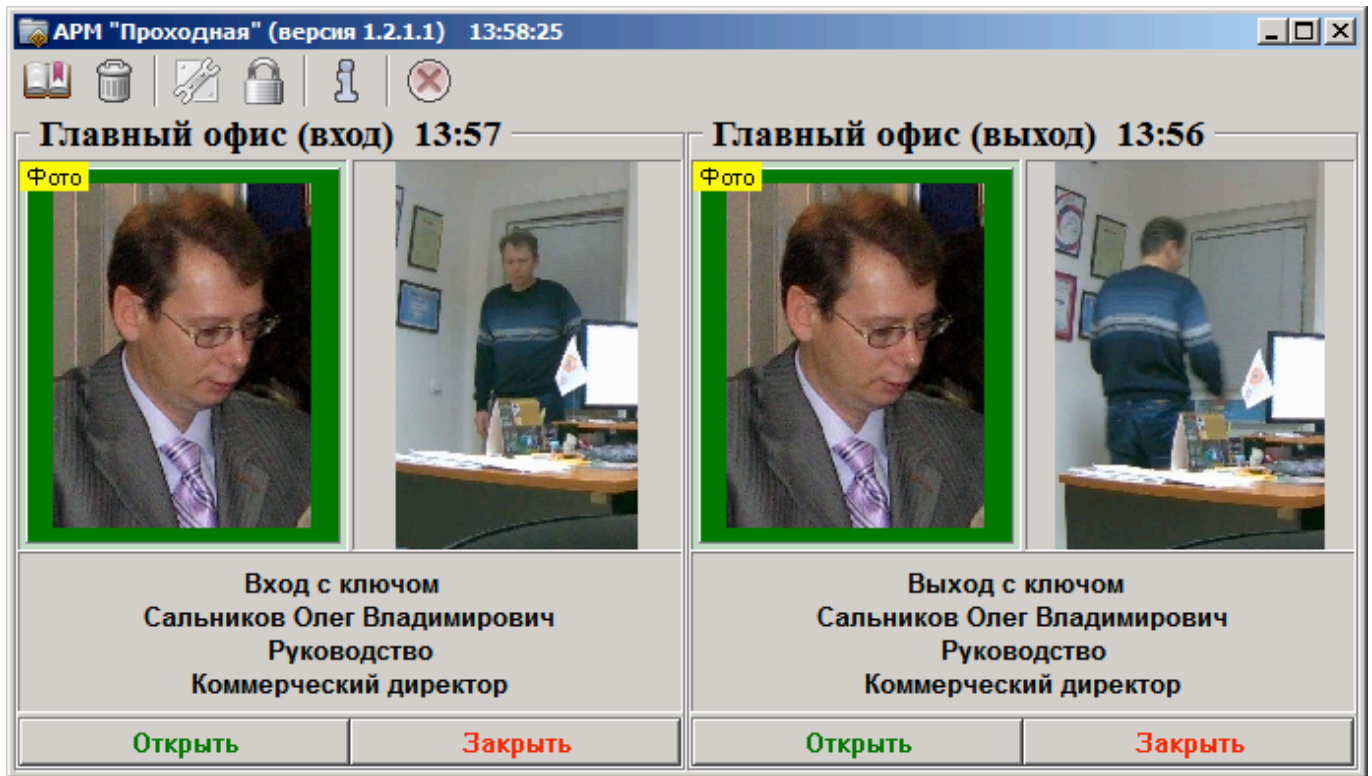 АРМ "Проходная" (версия 1.2.1.1) 13:58:25
Главный офис (вход) 13:57
Фото
Вход с ключом
Сальников Олег Владимирович
Руководство
Коммерческий директор
Открыть
Закрыть
Главный офис (выход) 13:56
Фото
Выход с ключом
Сальников Олег Владимирович
Руководство
Коммерческий директор
Открыть
Закрыть